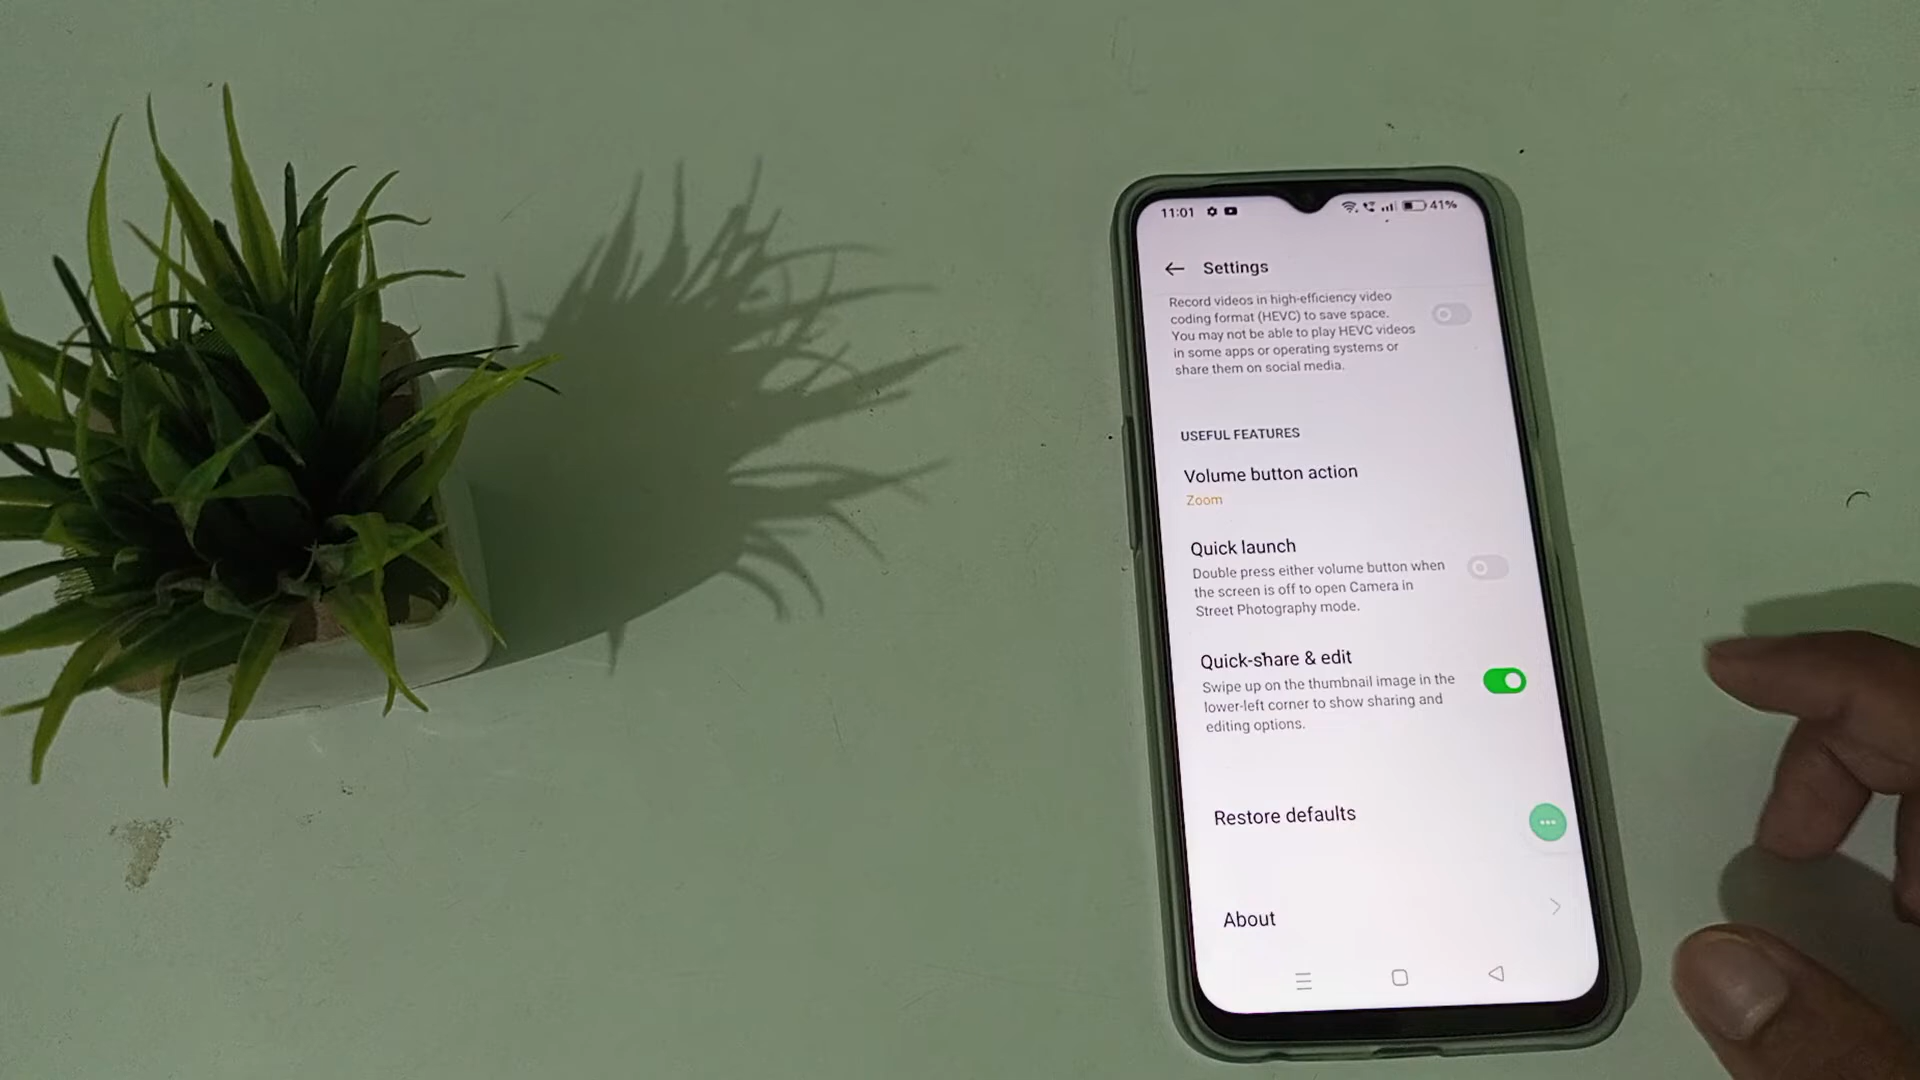 11:01
41%
Settings
Record videos in high-efficiency video
coding format (HEVC) to save space.
You may not be able to play HEVC videos
in some apps or operating systems or
share them on social media.
USEFUL FEATURES
Volume button action
Zoom
Quick launch
Double press either volume button when
the screen is off to open Camera in
Street Photography mode.
Quick-share & edit
Swipe up on the thumbnail image in the
lower-left corner to show sharing and
editing options.
Restore defaults
About